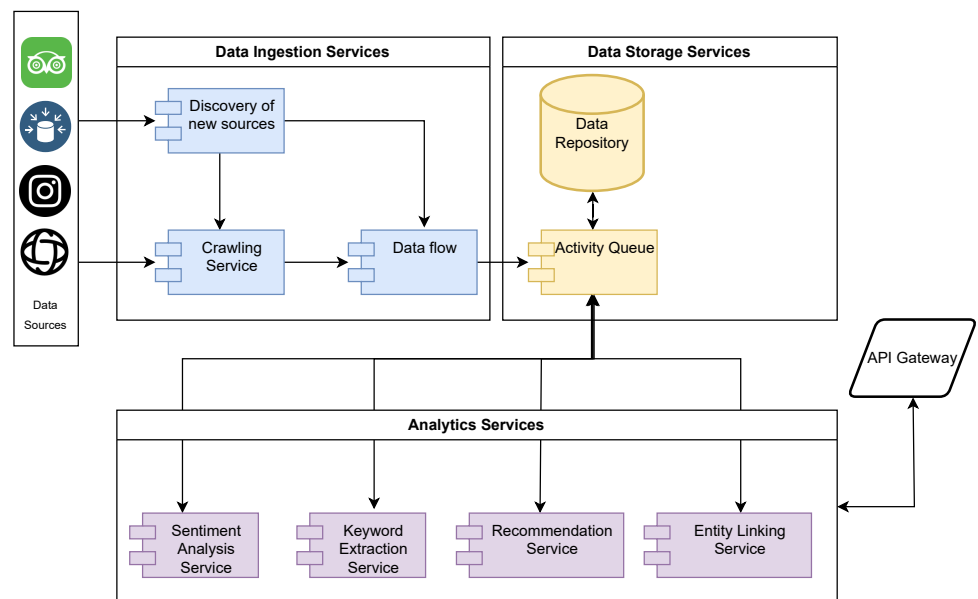 Data
Sources
Data Ingestion Services
Discovery of
new sources
Crawling
Service
Data flow
Data Storage Services
Data
Repository
Activity Queue
API Gateway
Analytics Services
Sentiment
Analysis
Service
Keyword
Extraction
Service
Recommendation
Service
Entity Linking
Service